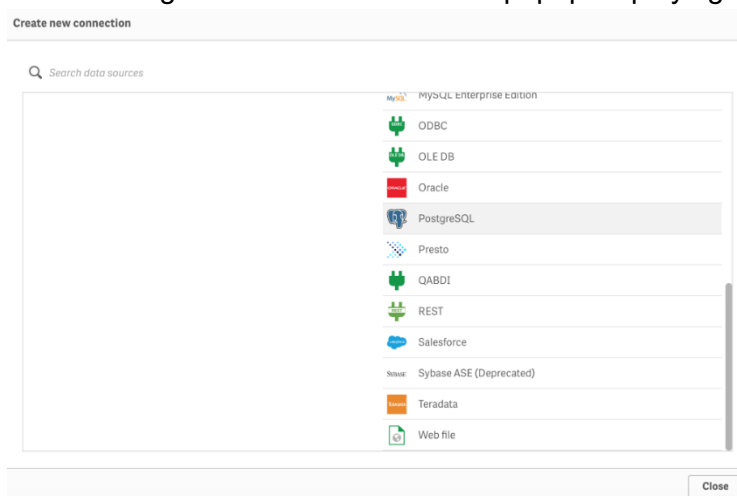 Create new connection
Search data sources
MySQL Enterprise Edition
ODBC
OLE DB
Oracle
PostgreSQL
Presto
QABDI
REST
Salesforce
Sybase ASE (Deprecated)
Teradata
Web file
Close